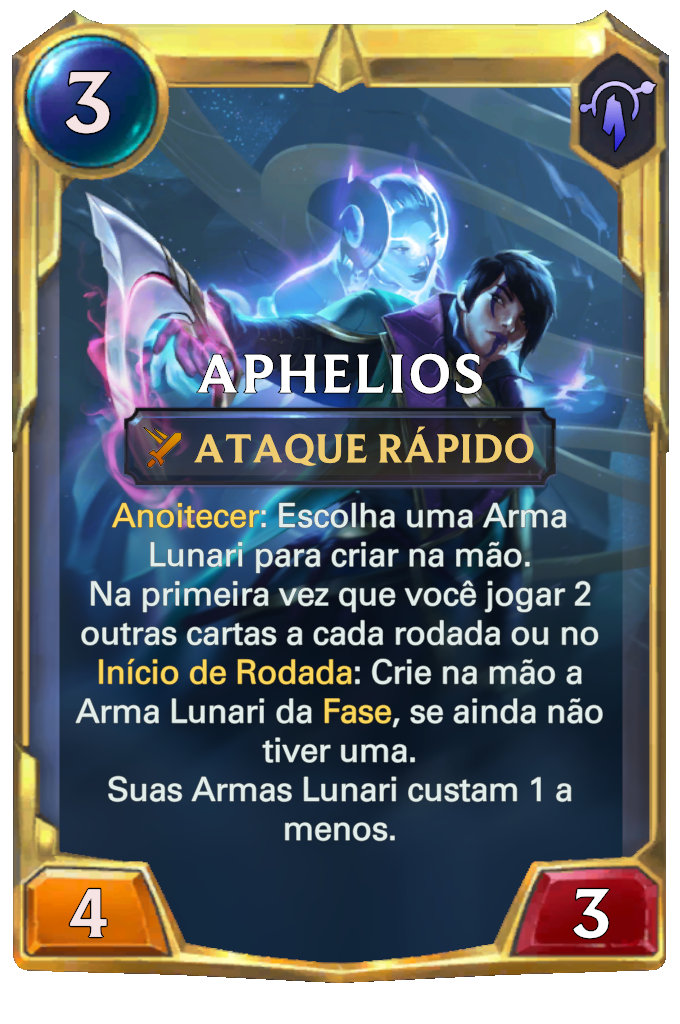 3
APHELIOS
ATAQUE RÁPIDO
Anoitecer: Escolha uma Arma
Lunari para criar na mão.
Na primeira vez que você jogar 2
outras cartas a cada rodada ou no
Início de Rodada: Crie na mão a
Arma Lunari da Fase, se ainda não
tiver uma.
Suas Armas Lunari custam 1 a
menos.
4
3